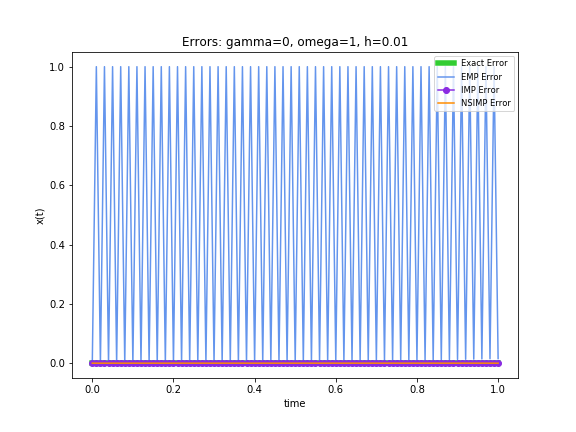 Errors: gamma=0, omega=1, h=0.01
Exact Error
EMP Error
IMP Error
NSIMP Error
1.0
0.8
0.6
0.4
0.2
0.0
x(t)
0.0 0.2 0.4 0.6 0.8 1.0
time